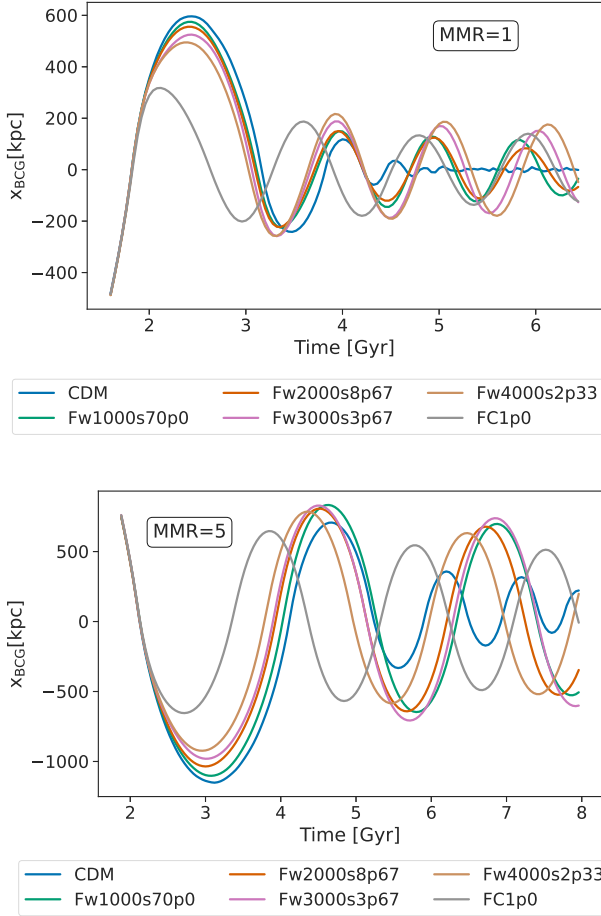 MMR=1
x_BCG[kpc]
600
400
200
0
−200
−400
2 3 4 5 6
Time [Gyr]
CDM Fw2000s8p67 Fw4000s2p33
Fw1000s70p0 Fw3000s3p67 FC1p0
MMR=5
x_BCG[kpc]
500
0
−500
−1000
2 3 4 5 6 7 8
Time [Gyr]
CDM Fw2000s8p67 Fw4000s2p33
Fw1000s70p0 Fw3000s3p67 FC1p0